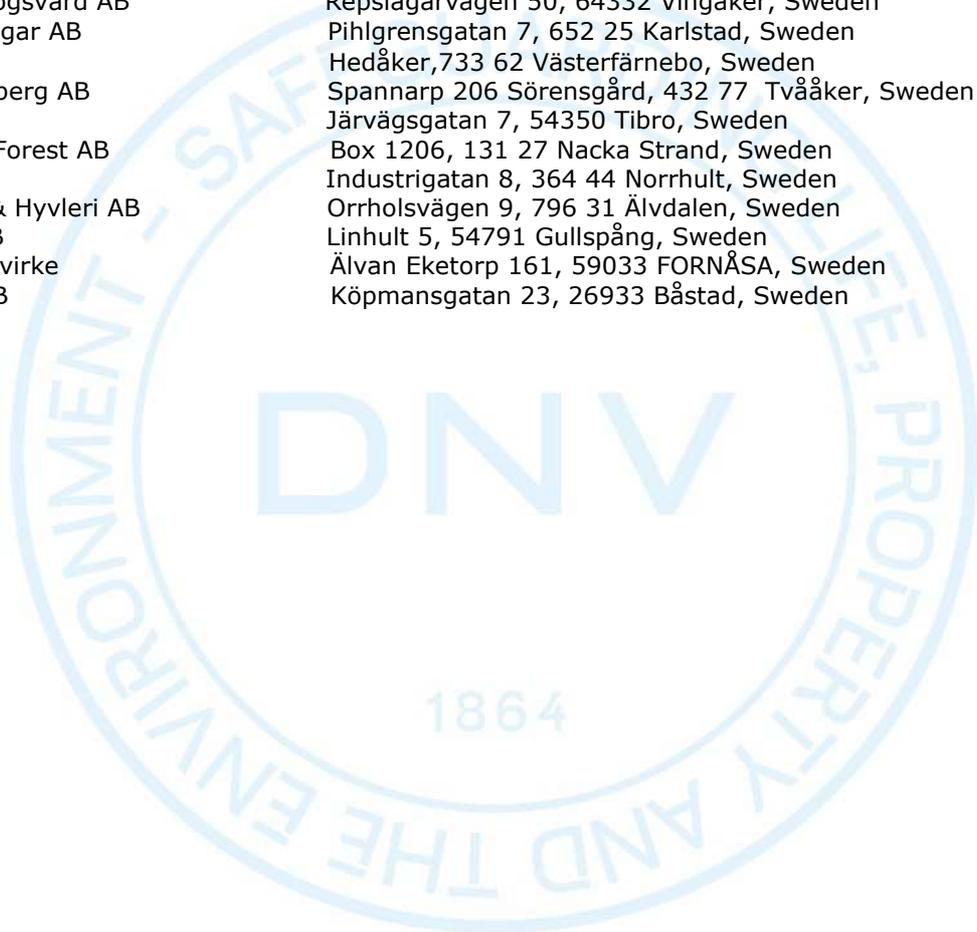 ogsvård AB Repslagarvägen 50, 64332 Vingåker, Sweden
gar AB Pihlgrensgatan 7, 652 25 Karlstad, Sweden
Hedåker,733 62 Västerfärnebo, Sweden
berg AB Spannarp 206 Sörensgård, 432 77 Tvååker, Sweden
Järvägsgatan 7, 54350 Tibro, Sweden
Forest AB Box 1206, 131 27 Nacka Strand, Sweden
Industrigatan 8, 364 44 Norrhult, Sweden
& Hyvleri AB Orrholsvägen 9, 796 31 Älvdalen, Sweden
B Linhult 5, 54791 Gullspång, Sweden
virke Älvan Eketorp 161, 59033 FORNÅSA, Sweden
B Köpmansgatan 23, 26933 Båstad, Sweden
SAFEGUARDING LIFE, PROPERTY AND THE ENVIRONMENT –
DNV
1864